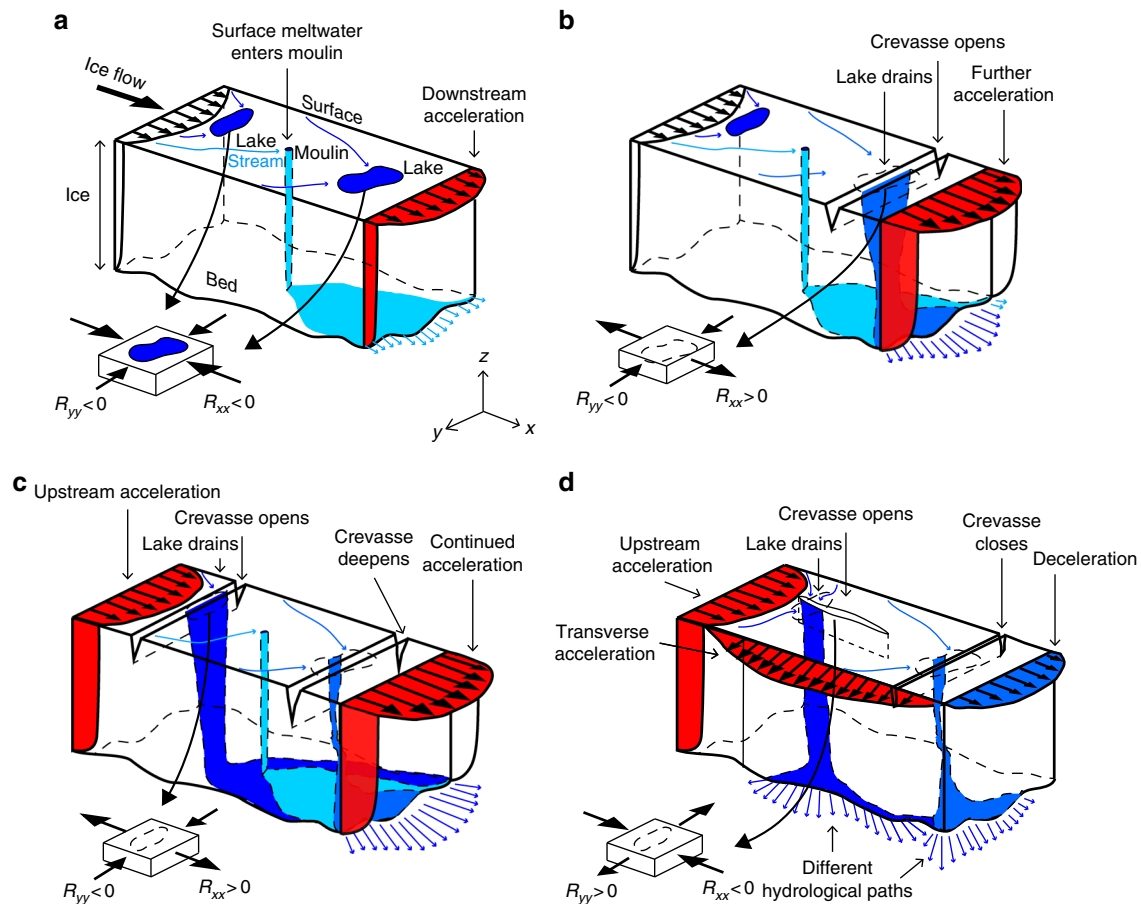 a
Surface meltwater
enters moulin
Ice flow
Surface
Downstream
acceleration
Lake
Stream
Moulin
Lake
Ice
Bed
R_yy<0
R_xx<0
z
y
x
b
Crevasse opens
Lake drains
Further
acceleration
R_yy<0
R_xx>0
c
Upstream acceleration
Crevasse opens
Lake drains
Crevasse
deepens
Continued
acceleration
R_yy<0
R_xx>0
d
Crevasse opens
Lake drains
Upstream
acceleration
Crevasse
closes
Deceleration
Transverse
acceleration
Different
hydrological paths
R_yy>0
R_xx<0